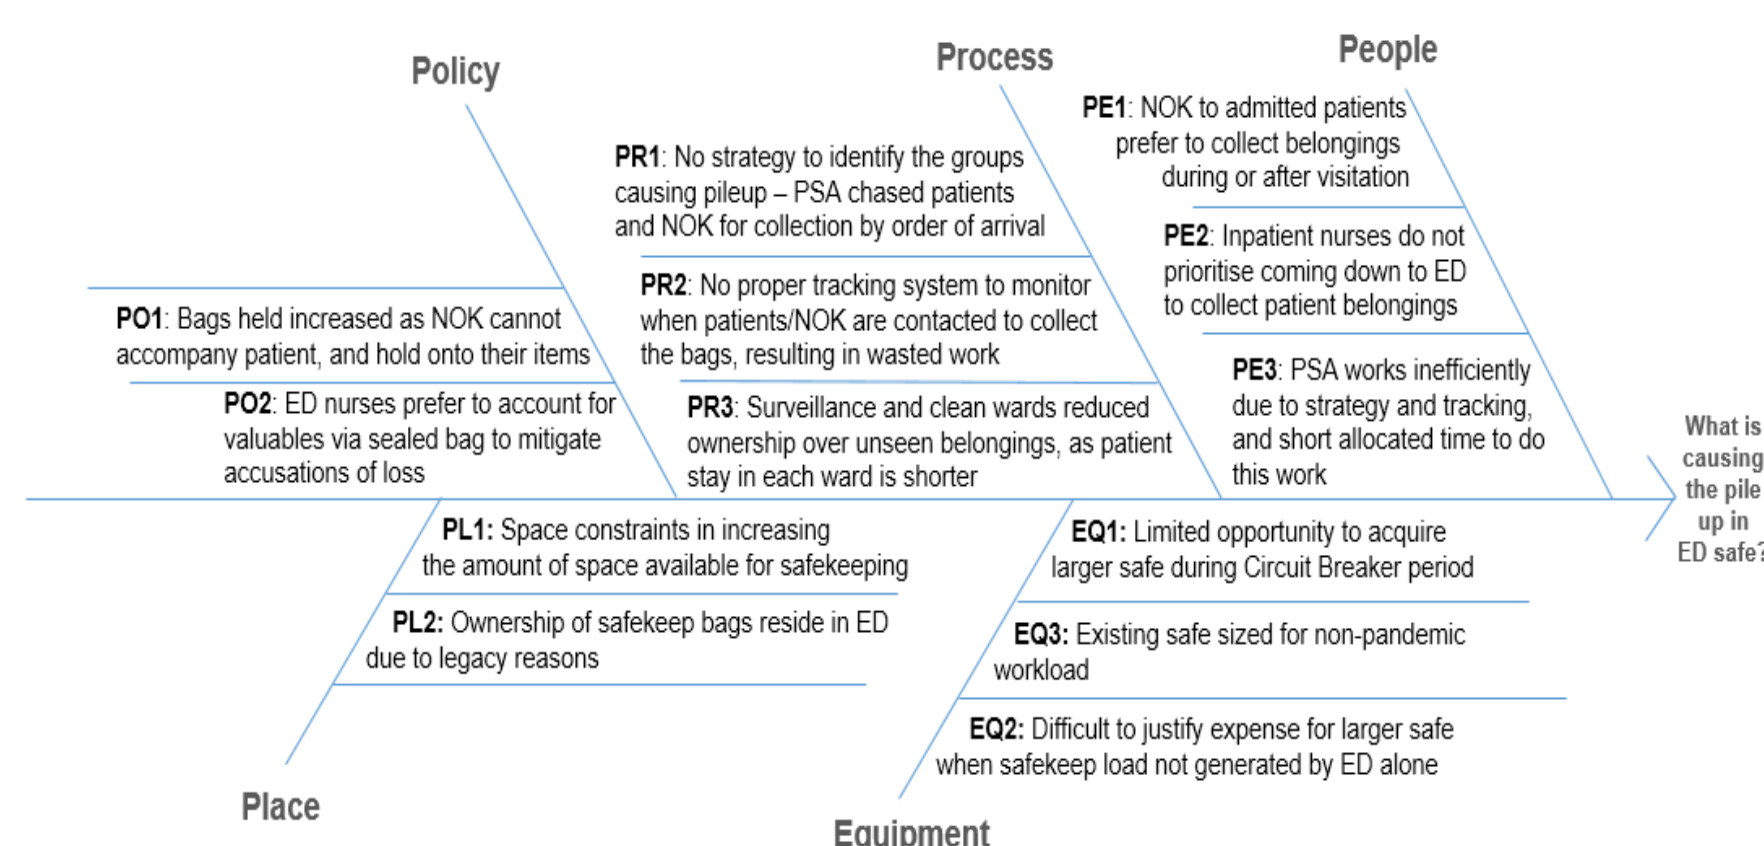 Policy
PO1: Bags held increased as NOK cannot
accompany patient, and hold onto their items
PO2: ED nurses prefer to account for
valuables via sealed bag to mitigate
accusations of loss
Process
PR1: No strategy to identify the groups
causing pileup – PSA chased patients
and NOK for collection by order of arrival
PR2: No proper tracking system to monitor
when patients/NOK are contacted to collect
the bags, resulting in wasted work
PR3: Surveillance and clean wards reduced
ownership over unseen belongings, as patient
stay in each ward is shorter
People
PE1: NOK to admitted patients
prefer to collect belongings
during or after visitation
PE2: Inpatient nurses do not
prioritise coming down to ED
to collect patient belongings
PE3: PSA works inefficiently
due to strategy and tracking,
and short allocated time to do
this work
What is
causing
the pile
up in
ED safe?
PL1: Space constraints in increasing
the amount of space available for safekeeping
PL2: Ownership of safekeep bags reside in ED
due to legacy reasons
Place
EQ1: Limited opportunity to acquire
larger safe during Circuit Breaker period
EQ3: Existing safe sized for non-pandemic
workload
EQ2: Difficult to justify expense for larger safe
when safekeep load not generated by ED alone
Equipment